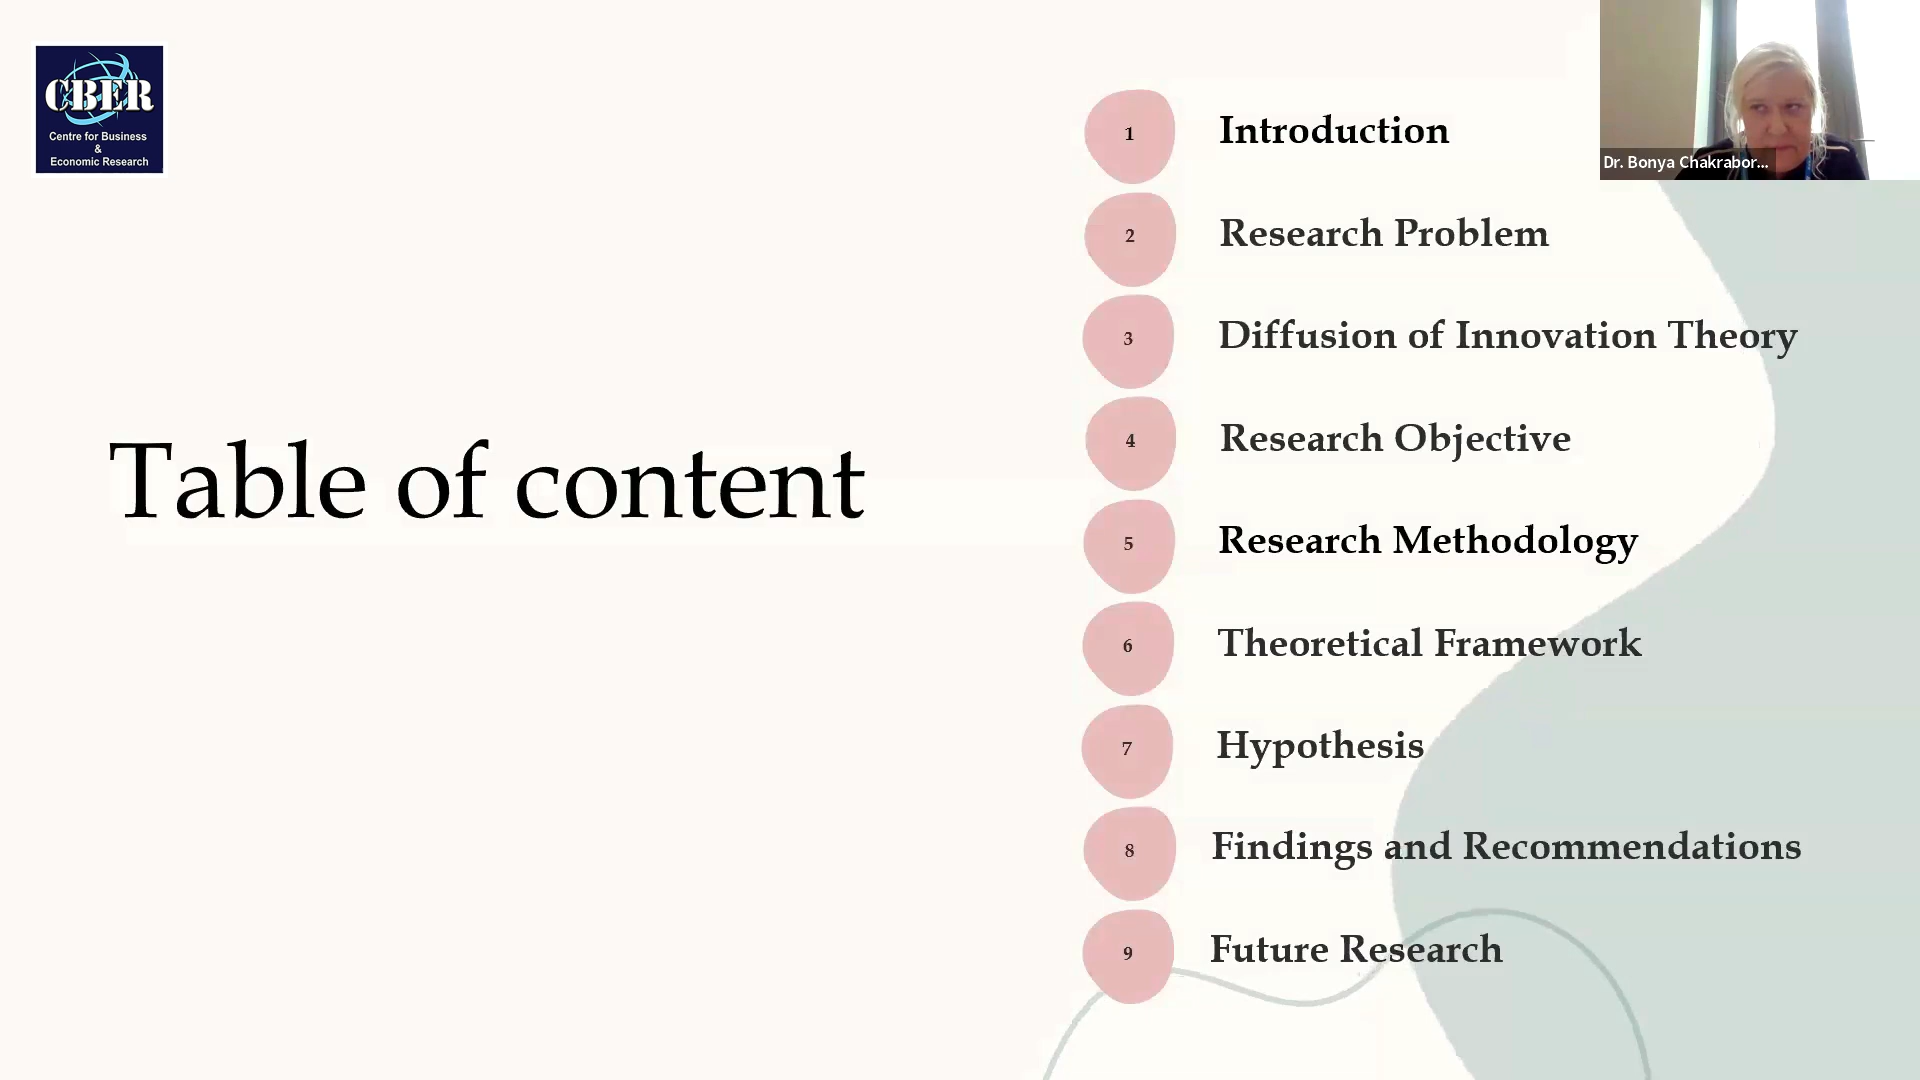 CBER
Centre for Business
&
Economic Research
Table of content
1 Introduction
2 Research Problem
3 Diffusion of Innovation Theory
4 Research Objective
5 Research Methodology
6 Theoretical Framework
7 Hypothesis
8 Findings and Recommendations
9 Future Research
Dr. Bonya Chakrabor...